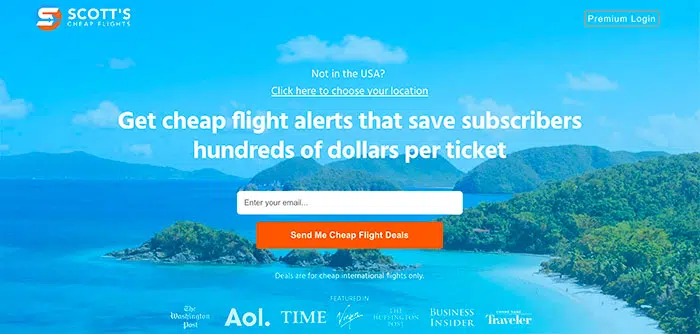 SCOTT'S
CHEAP FLIGHTS
Premium Login
Not in the USA?
Click here to choose your location
Get cheap flight alerts that save subscribers
hundreds of dollars per ticket
Enter your email...
Send Me Cheap Flight Deals
Deals are for cheap international flights only.
FEATURED IN
The Washington Post
Aol.
TIME
Virgin
THE HUFFINGTON POST
BUSINESS INSIDER
Traveler